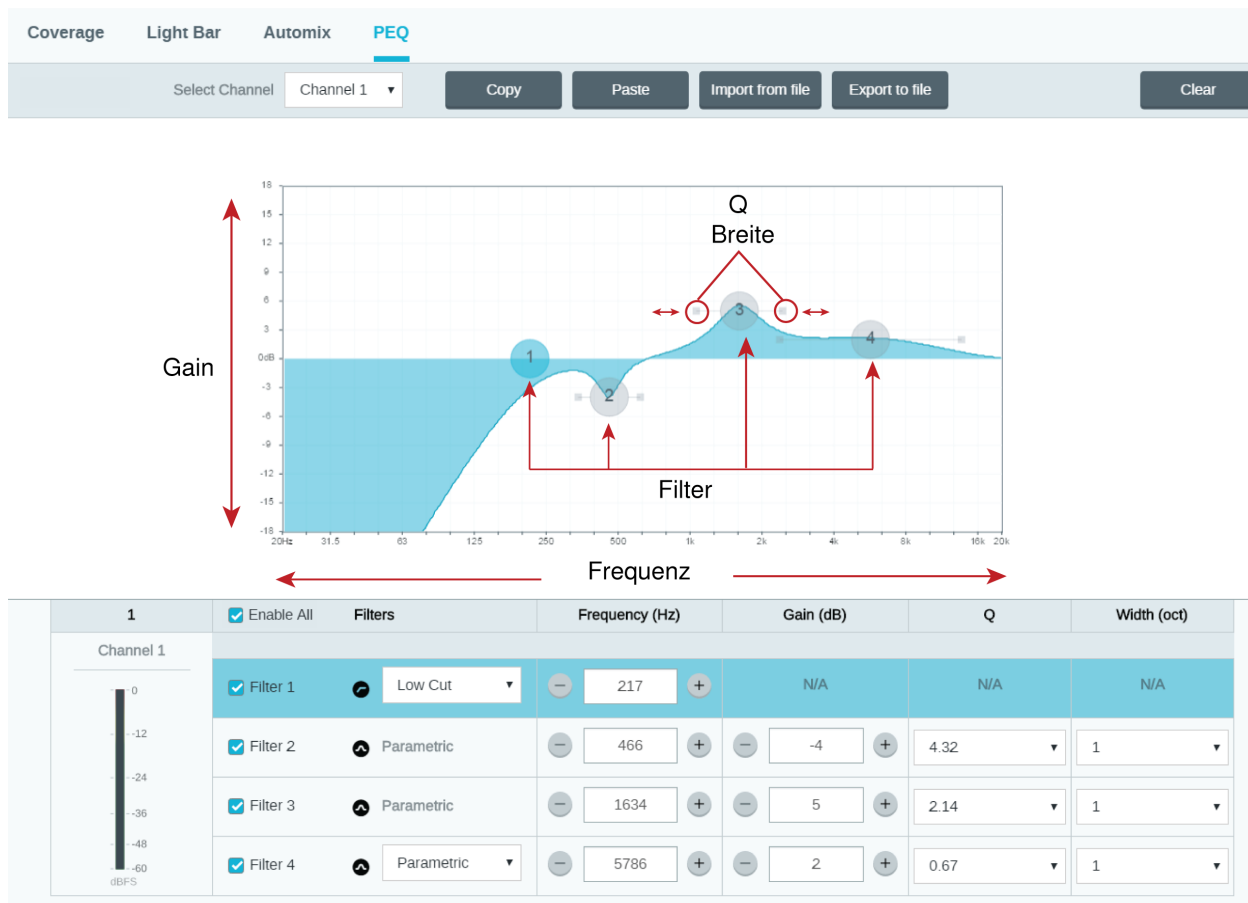 Coverage Light Bar Automix PEQ
Select Channel Channel 1 Copy Paste Import from file Export to file Clear
Q
Breite
Gain
18
15
12
9
6
3
0dB
-3
-6
-9
-12
-15
-18
1
2
3
4
Filter
20Hz 31.5 63 125 250 500 1k 2k 4k 8k 16k 20k
Frequenz
1 Enable All Filters Frequency (Hz) Gain (dB) Q Width (oct)
Channel 1
0
-12
-24
-36
-48
-60
dBFS
Filter 1 Low Cut 217 N/A N/A N/A
Filter 2 Parametric 466 -4 4.32 1
Filter 3 Parametric 1634 5 2.14 1
Filter 4 Parametric 5786 2 0.67 1